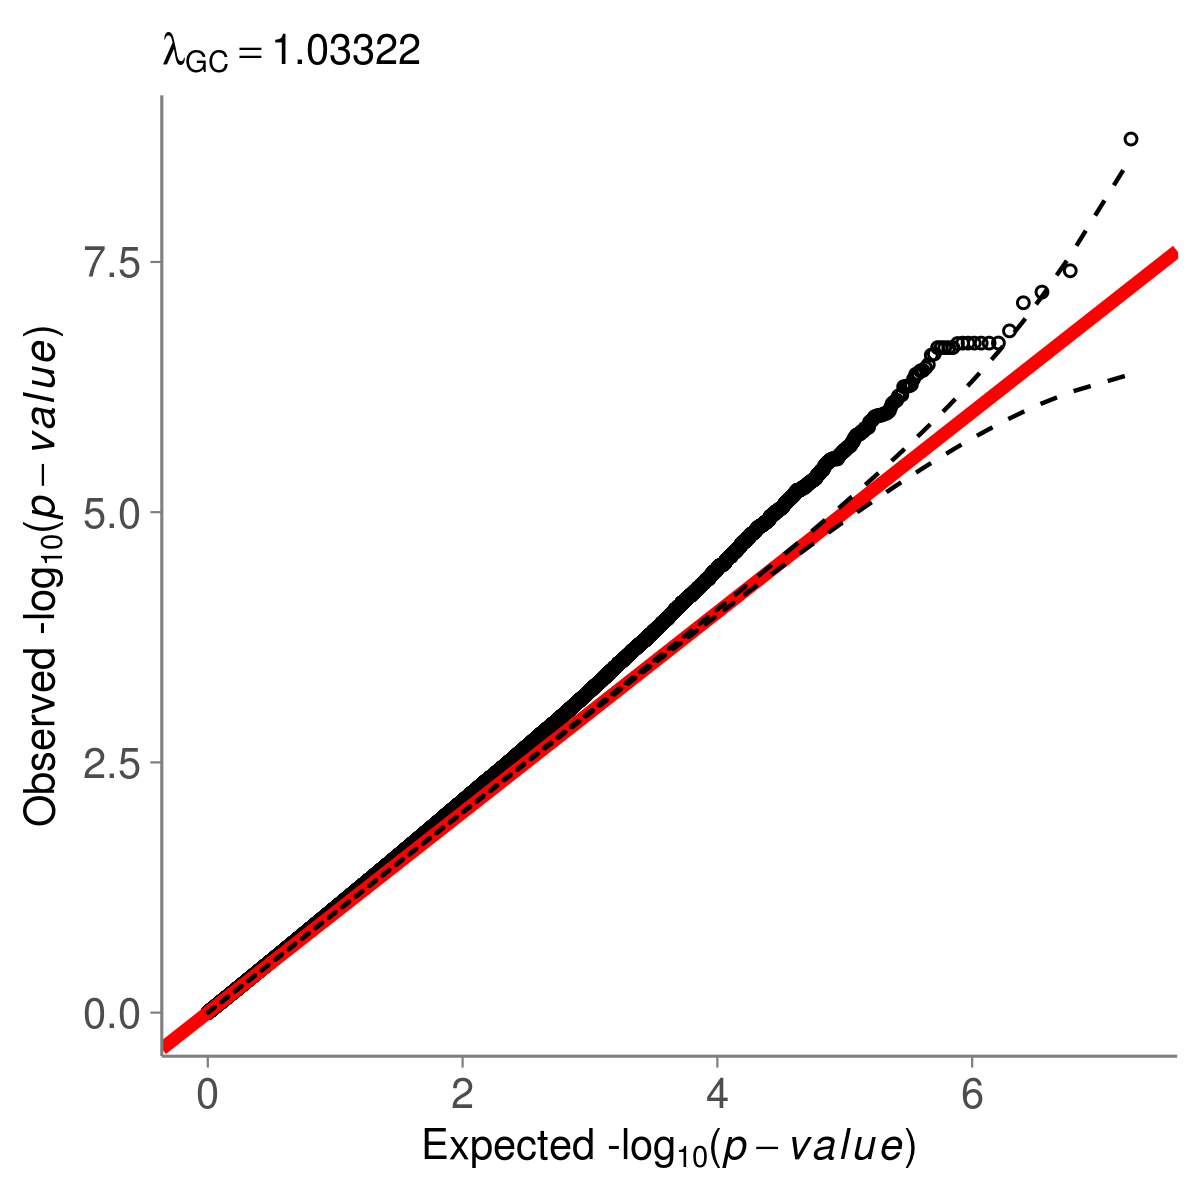 λGC = 1.03322
Observed -log10(p − value)
7.5
5.0
2.5
0.0
0 2 4 6
Expected -log10(p − value)